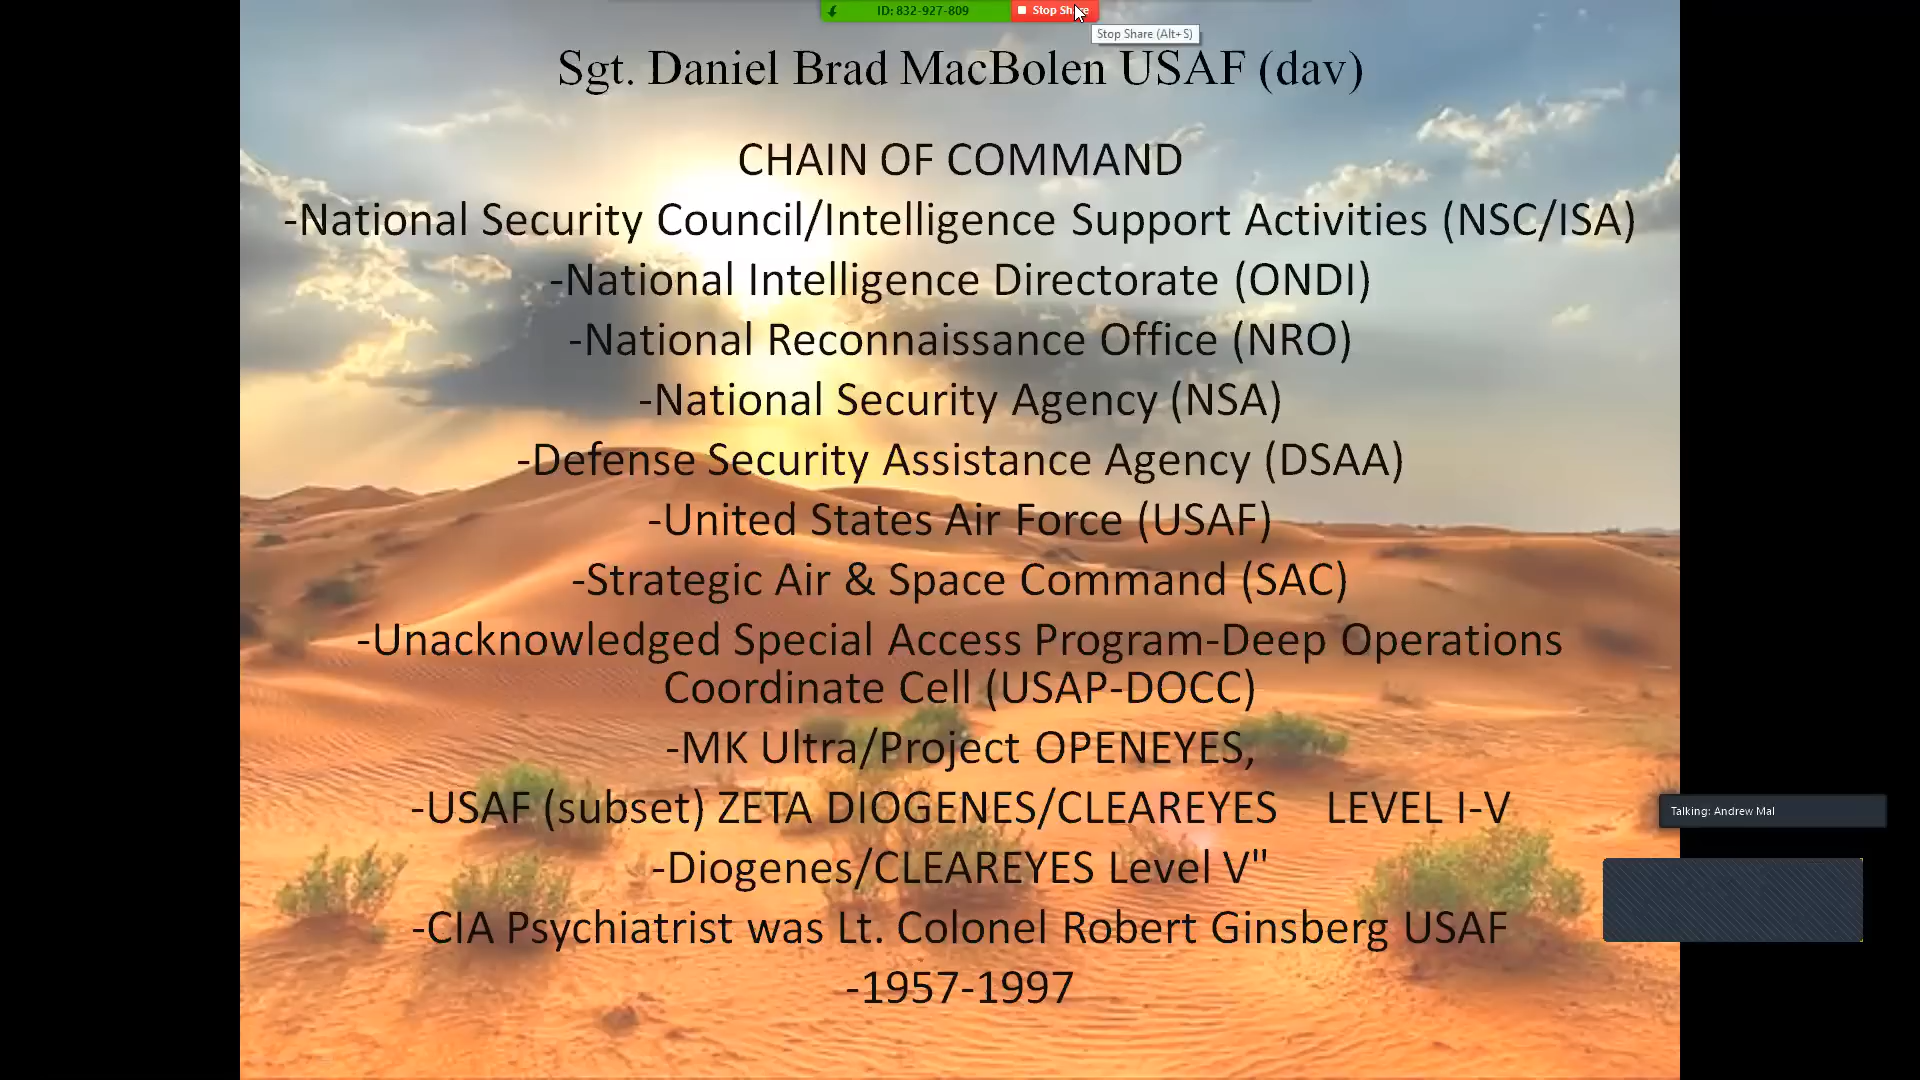 ID: 832-927-809
Stop Share
Stop Share (Alt+S)
Sgt. Daniel Brad MacBolen USAF (dav)
CHAIN OF COMMAND
-National Security Council/Intelligence Support Activities (NSC/ISA)
-National Intelligence Directorate (ONDI)
-National Reconnaissance Office (NRO)
-National Security Agency (NSA)
-Defense Security Assistance Agency (DSAA)
-United States Air Force (USAF)
-Strategic Air & Space Command (SAC)
-Unacknowledged Special Access Program-Deep Operations
Coordinate Cell (USAP-DOCC)
-MK Ultra/Project OPENEYES,
-USAF (subset) ZETA DIOGENES/CLEAREYES    LEVEL I-V
-Diogenes/CLEAREYES Level V"
-CIA Psychiatrist was Lt. Colonel Robert Ginsberg USAF
-1957-1997
Talking: Andrew Mal